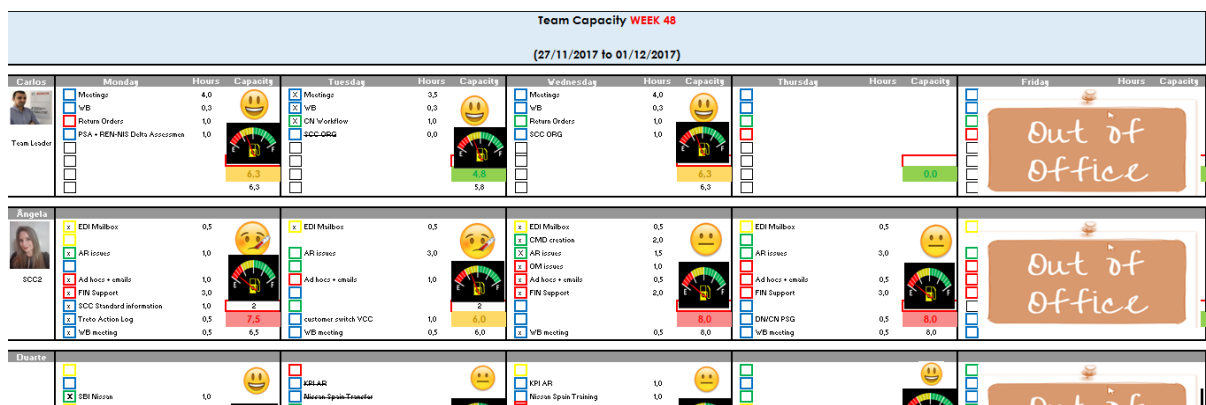 Team Capacity WEEK 48
(27/11/2017 to 01/12/2017)
Carlos Monday Hours Capacity Tuesday Hours Capacity Wednesday Hours Capacity Thursday Hours Capacity Friday Hours Capacity
Meetings 4,0 X Meetings 3,5 Meetings 4,0
WB 0,3 X WB 0,3 WB 0,3
Return Orders 1,0 X CN Workflow 1,0 Return Orders 1,0
PSA + REN-NIS Delta Assessmen 1,0 SCC ORG 0,0 SCC ORG 1,0
Out of
Office
Team Leader
E F E F E F
6,3 4,8 6,3 0,0
6,3 5,8 6,3
Ângela
x EDI Mailbox 0,5 x EDI Mailbox 0,5 x EDI Mailbox 0,5 EDI Mailbox 0,5
x CMD creation 2,0
x AR issues 1,0 AR issues 3,0 X AR issues 1,5 AR issues 3,0
x OM issues 1,0
SCC2
x Ad hocs + emails 1,0 Ad hocs + emails 1,0 x Ad hocs + emails 0,5 Ad hocs + emails 0,5
x FIN Support 3,0 x FIN Support 2,0 FIN Support 3,0
Out of
Office
E F E F E F E F
x SCC Standard information 1,0 2 2
x Treto Action Log 0,5 7,5 customer switch VCC 1,0 6,0 8,0 DN/CN PSG 0,5 8,0
x WB meeting 0,5 6,5 WB meeting 0,5 6,0 x WB meeting 0,5 8,0 WB meeting 0,5 8,0
Duarte
KPI AR KPI AR 1,0
X SBI Nissan 1,0 Nissan Spain Transfer Nissan Spain Training 1,0